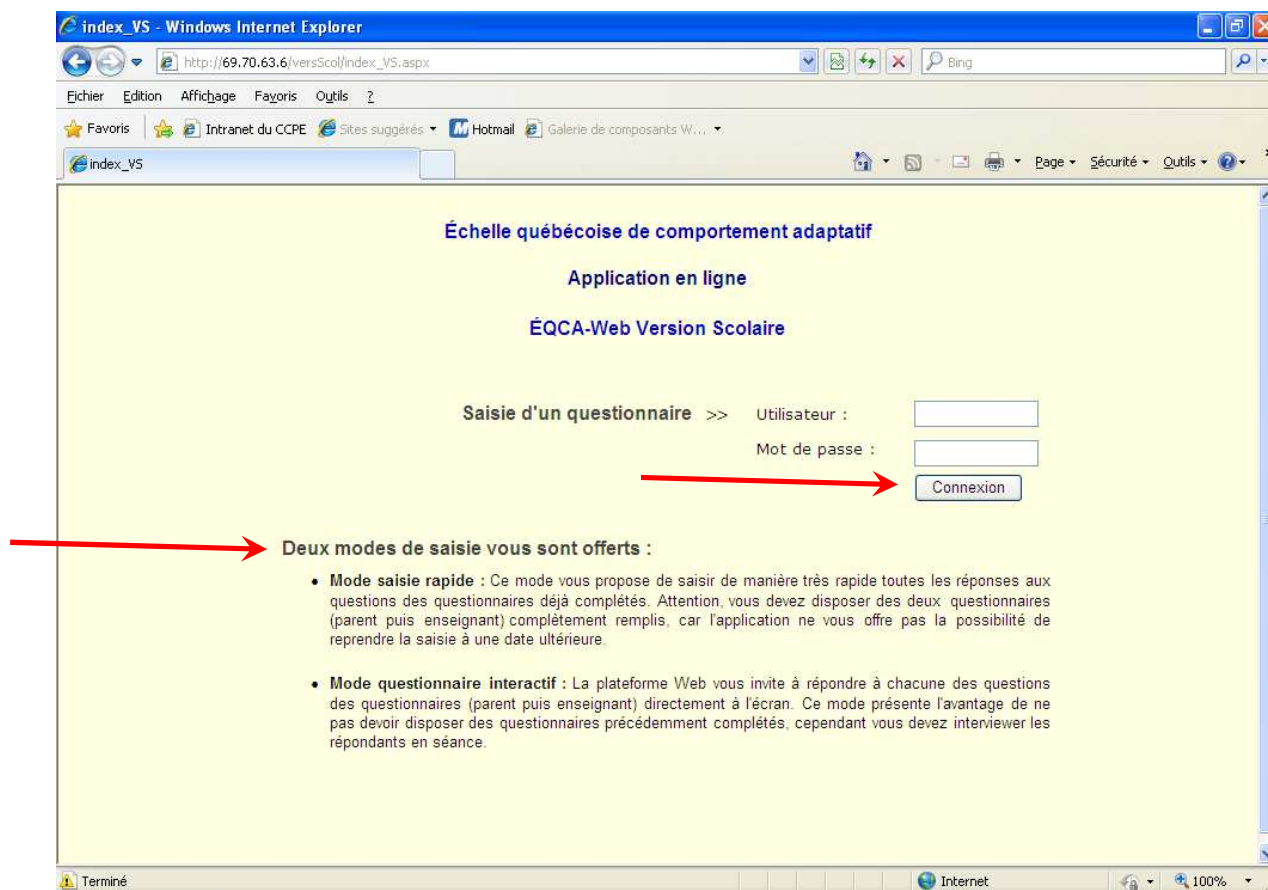 index_VS - Windows Internet Explorer
http://69.70.63.6/versScol/index_VS.aspx
Bing
Fichier Edition Affichage Favoris Outils ?
Favoris Intranet du CCPE Sites suggérés Hotmail Galerie de composants W...
index_VS
Page Sécurité Outils
Échelle québécoise de comportement adaptatif
Application en ligne
ÉQCA-Web Version Scolaire
Saisie d'un questionnaire >> Utilisateur :
Mot de passe :
Connexion
Deux modes de saisie vous sont offerts :
• Mode saisie rapide : Ce mode vous propose de saisir de manière très rapide toutes les réponses aux
questions des questionnaires déjà complétés. Attention, vous devez disposer des deux questionnaires
(parent puis enseignant) complètement remplis, car l'application ne vous offre pas la possibilité de
reprendre la saisie à une date ultérieure.
• Mode questionnaire interactif : La plateforme Web vous invite à répondre à chacune des questions
des questionnaires (parent puis enseignant) directement à l'écran. Ce mode présente l'avantage de ne
pas devoir disposer des questionnaires précédemment complétés, cependant vous devez interviewer les
répondants en séance.
Terminé Internet 100%